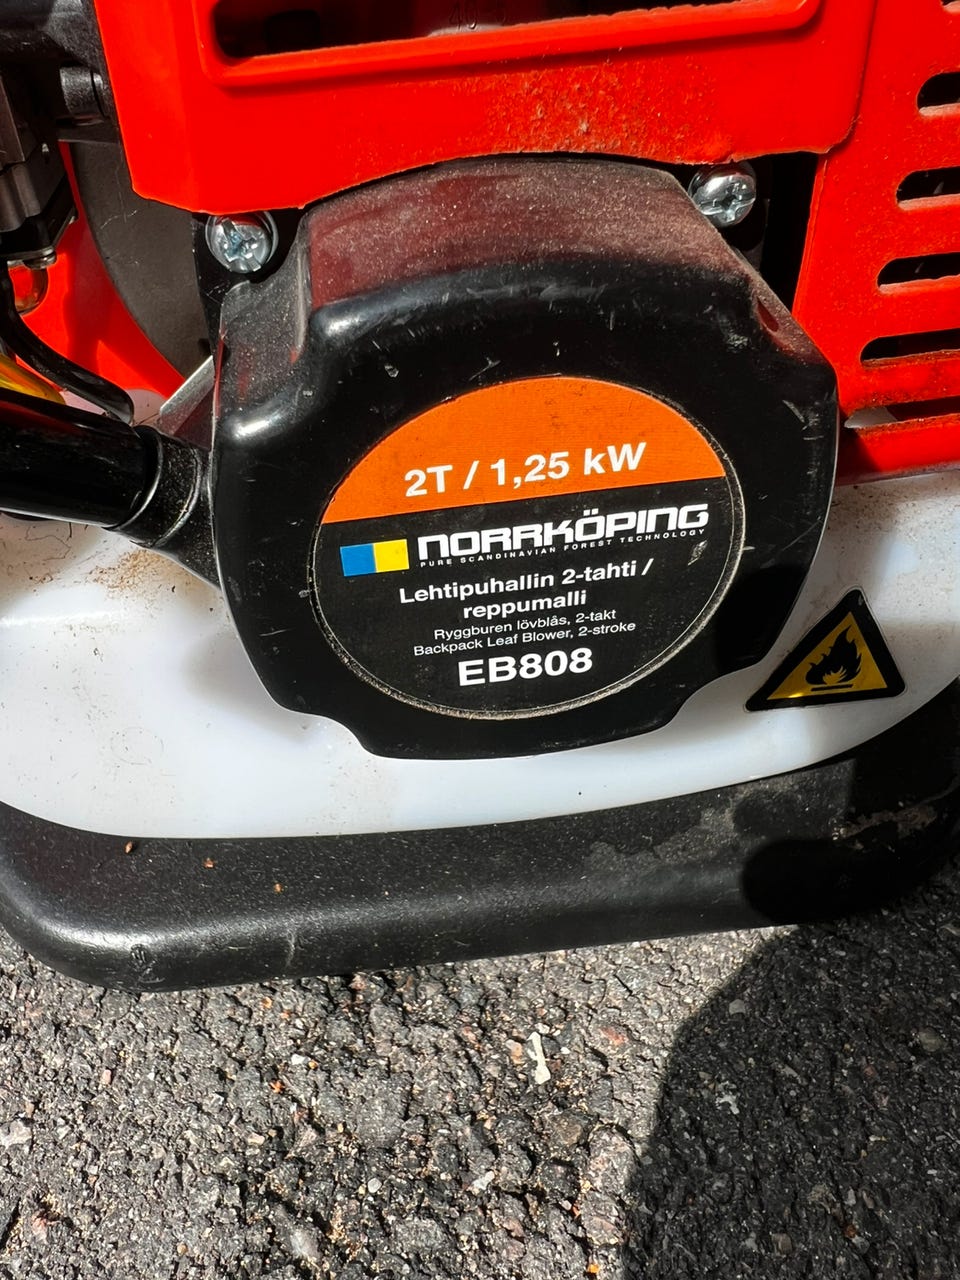 2T / 1,25 kW
NORRKÖPING
PURE SCANDINAVIAN FOREST TECHNOLOGY
Lehtipuhallin 2-tahti /
reppumalli
Ryggburen lövblås, 2-takt
Backpack Leaf Blower, 2-stroke
EB808